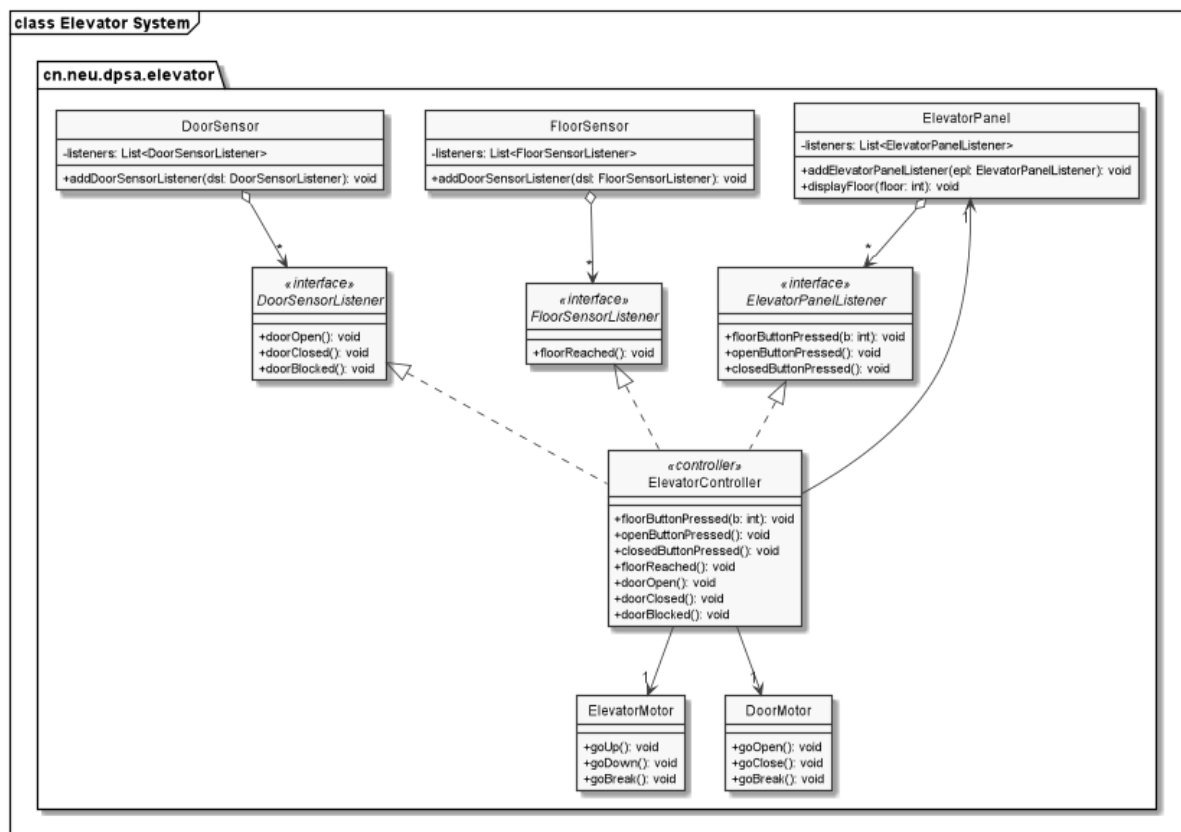 class Elevator System
cn.neu.dpsa.elevator
DoorSensor
-listeners: List<DoorSensorListener>
+addDoorSensorListener(dsl: DoorSensorListener): void
FloorSensor
-listeners: List<FloorSensorListener>
+addDoorSensorListener(dsl: FloorSensorListener): void
ElevatorPanel
-listeners: List<ElevatorPanelListener>
+addElevatorPanelListener(epl: ElevatorPanelListener): void
+displayFloor(floor: int): void
*
*
*
1
«interface»
DoorSensorListener
+doorOpen(): void
+doorClosed(): void
+doorBlocked(): void
«interface»
FloorSensorListener
+floorReached(): void
«interface»
ElevatorPanelListener
+floorButtonPressed(b: int): void
+openButtonPressed(): void
+closedButtonPressed(): void
«controller»
ElevatorController
+floorButtonPressed(b: int): void
+openButtonPressed(): void
+closedButtonPressed(): void
+floorReached(): void
+doorOpen(): void
+doorClosed(): void
+doorBlocked(): void
1
1
ElevatorMotor
+goUp(): void
+goDown(): void
+goBreak(): void
DoorMotor
+goOpen(): void
+goClose(): void
+goBreak(): void